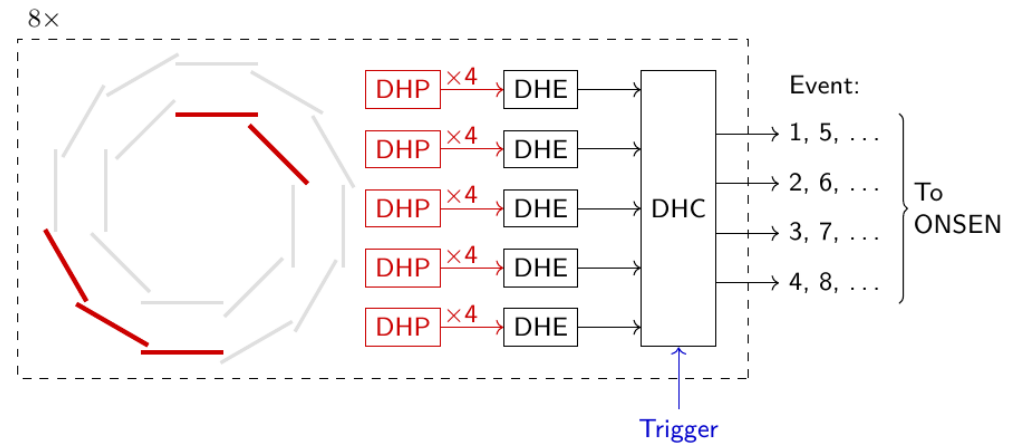 8×
DHP ×4 DHE
DHP ×4 DHE
DHP ×4 DHE
DHP ×4 DHE
DHP ×4 DHE
DHC
Event:
1, 5, . . .
2, 6, . . .
3, 7, . . .
4, 8, . . .
To
ONSEN
Trigger